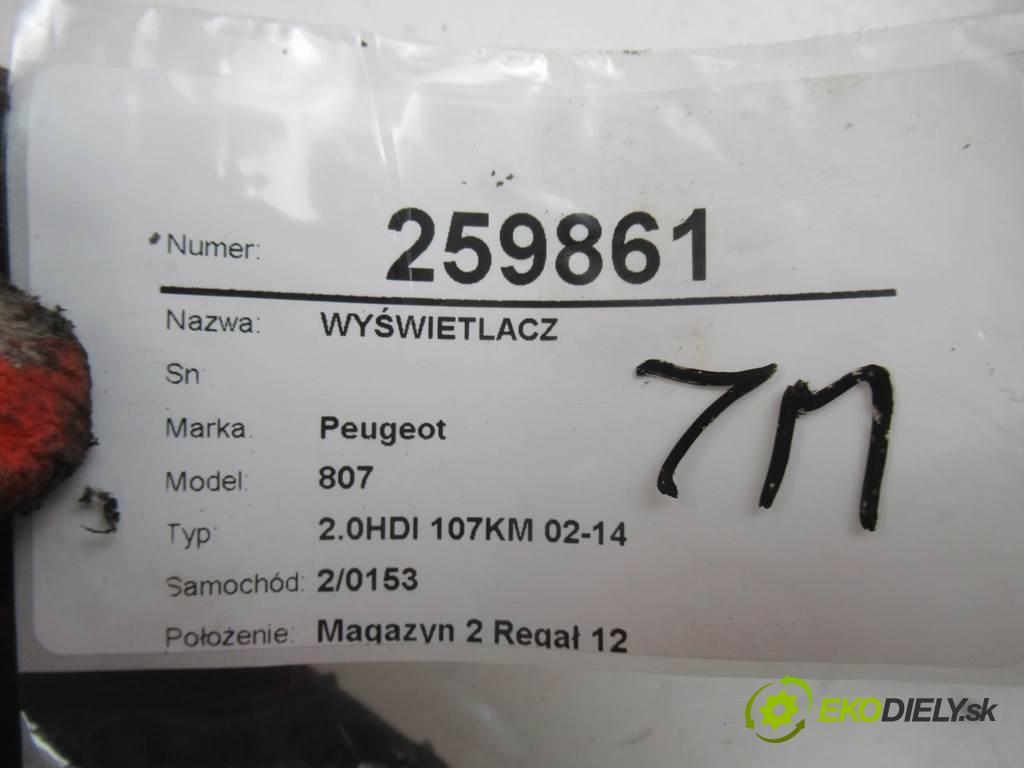 Numer: 259861
Nazwa: WYŚWIETLACZ
Sn
Marka. Peugeot
Model: 807
Typ 2.0HDI 107KM 02-14
Samochód: 2/0153
Położenie: Magazyn 2 Regał 12
7M
EKODIELY.sk